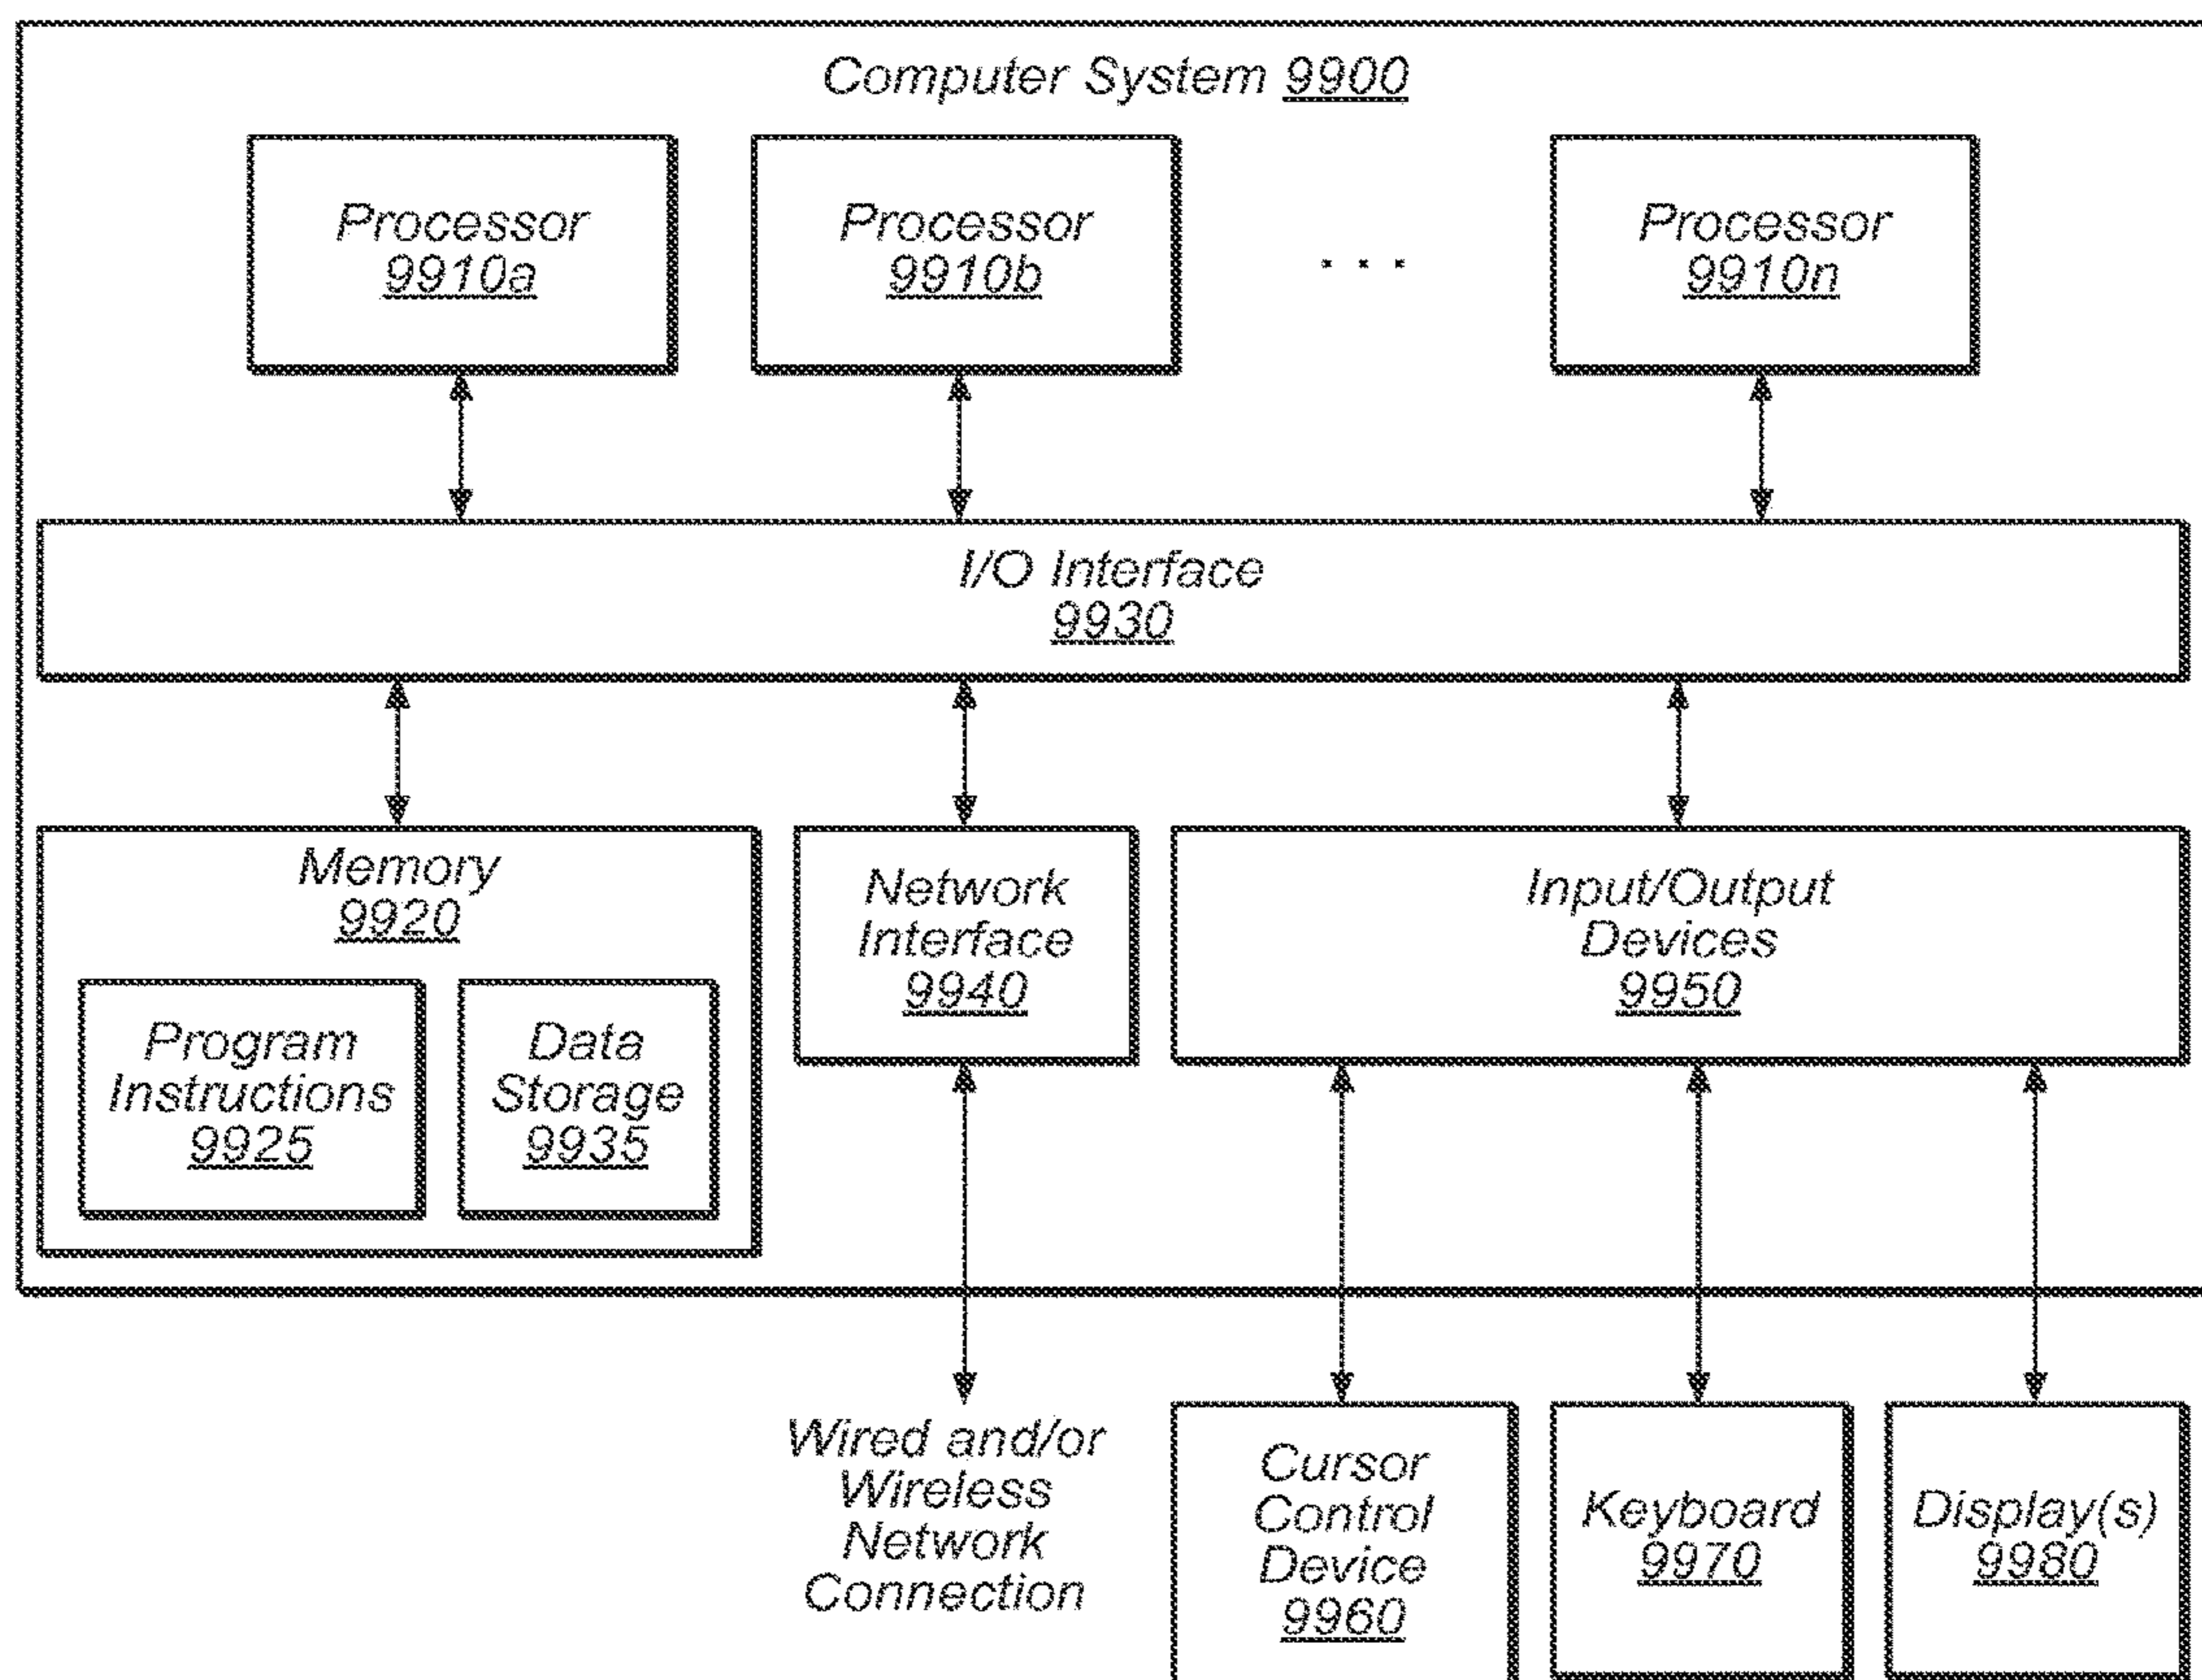 Computer System 9900
Processor
9910a
Processor
9910b
. . .
Processor
9910n
I/O Interface
9930
Memory
9920
Program
Instructions
9925
Data
Storage
9935
Network
Interface
9940
Input/Output
Devices
9950
Wired and/or
Wireless
Network
Connection
Cursor
Control
Device
9960
Keyboard
9970
Display(s)
9980